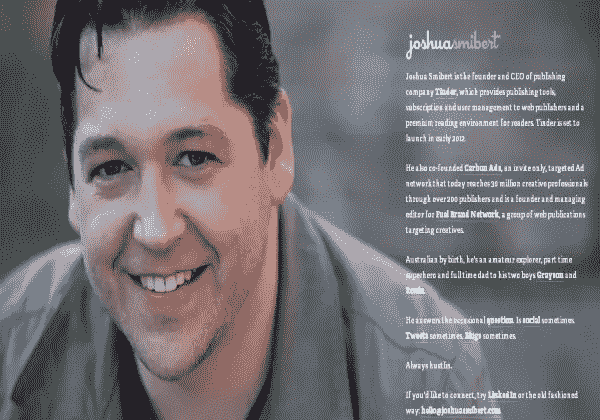 joshuasmibert
Joshua Smibert is the founder and CEO of publishing
company Tinder, which provides publishing tools,
subscription and user management to web publishers and a
premium reading environment for readers. Tinder is set to
launch in early 2012.
He also co-founded Carbon Ads, an invite only, targeted Ad
network that today reaches 30 million creative professionals
through over 200 publishers and is a founder and managing
editor for Fuel Brand Network, a group of web publications
targeting creatives.
Australian by birth, he's an amateur explorer, part time
superhero and full time dad to his two boys Grayson and
He answers the occasional question. Is social sometimes.
Tweets sometimes. Blogs sometimes.
Always hustlin.
If you'd like to connect, try LinkedIn or the old fashioned
way: hello@joshuasmibert.com